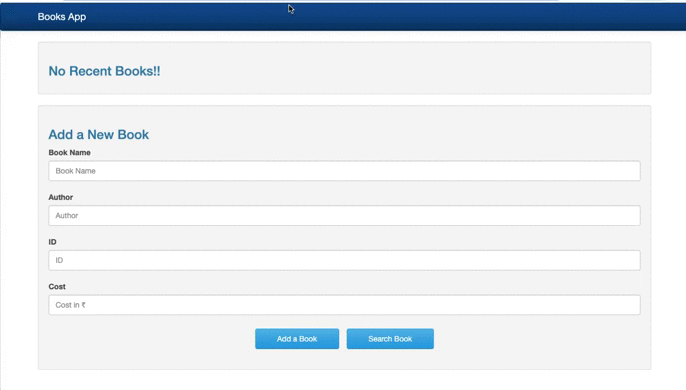 Books App
No Recent Books!!
Add a New Book
Book Name
Book Name
Author
Author
ID
ID
Cost
Cost in ₹
Add a Book Search Book